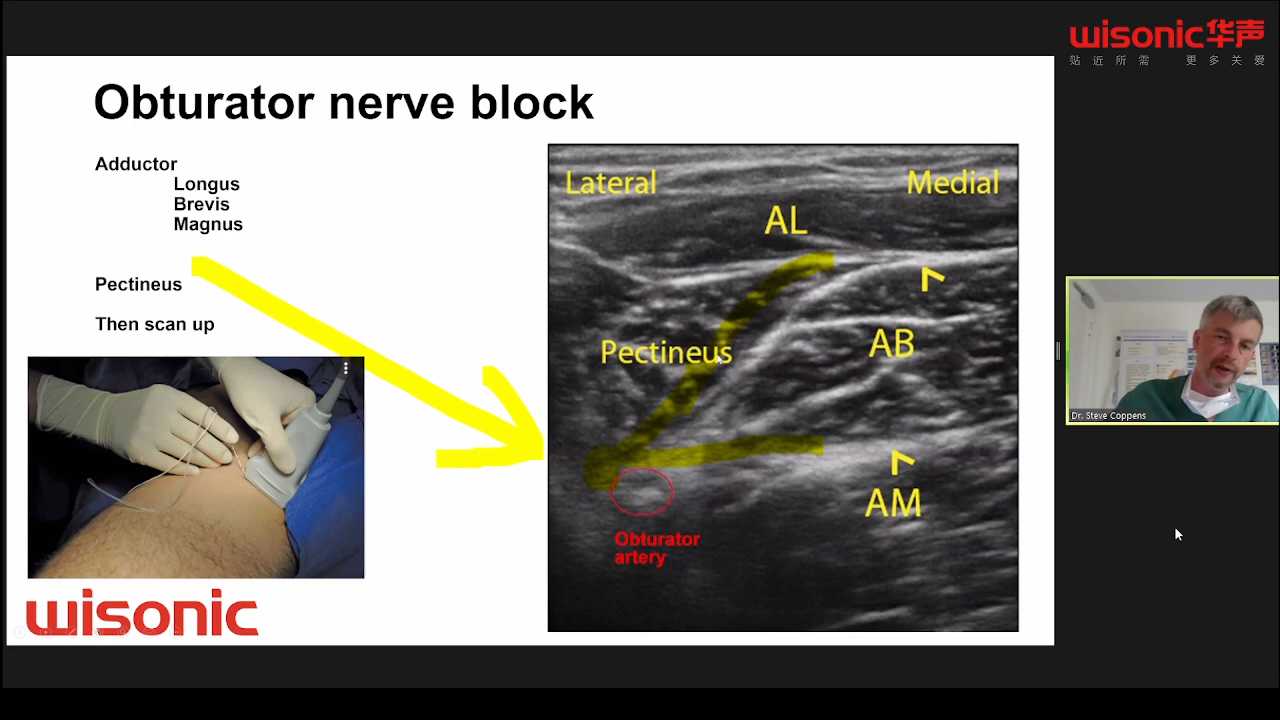 wisonic华声
贴近所需 更多关爱
Obturator nerve block
Adductor
Longus
Brevis
Magnus
Pectineus
Then scan up
Lateral
Medial
AL
Pectineus
AB
AM
Obturator
artery
wisonic
Dr. Steve Coppens